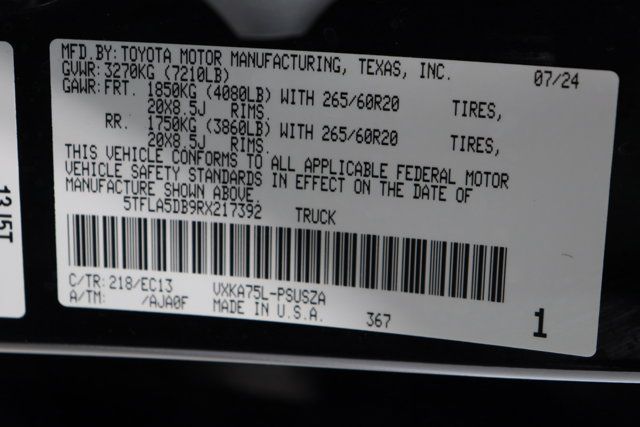 MFD.BY: TOYOTA MOTOR MANUFACTURING, TEXAS, INC. 07/24
GVWR: 3270KG (7210LB)
GAWR: FRT. 1850KG (4080LB) WITH 265/60R20 TIRES,
20X8.5J RIMS.
RR. 1750KG (3860LB) WITH 265/60R20 TIRES,
20X8.5J RIMS.
THIS VEHICLE CONFORMS TO ALL APPLICABLE FEDERAL MOTOR
VEHICLE SAFETY STANDARDS IN EFFECT ON THE DATE OF
MANUFACTURE SHOWN ABOVE.
5TFLA5DB9RX217392 TRUCK
C/TR: 218/EC13 VXKA75L-PSUSZA
A/TM: /AJA0F MADE IN U.S.A. 367 1